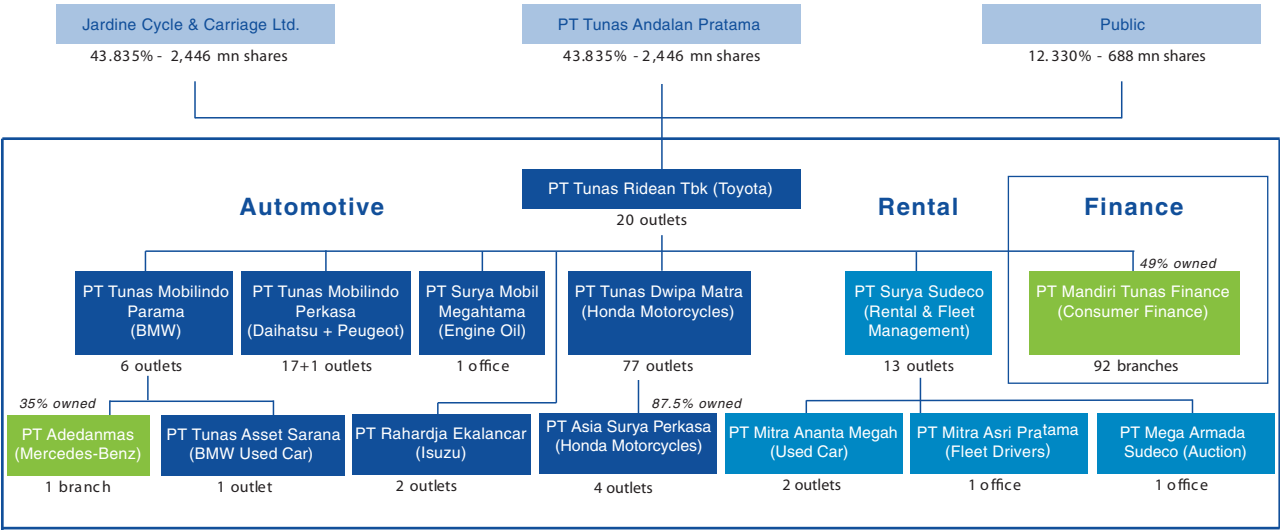 Jardine Cycle & Carriage Ltd.
43.835% - 2,446 mn shares
PT Tunas Andalan Pratama
43.835% - 2,446 mn shares
Public
12.330% - 688 mn shares
PT Tunas Ridean Tbk (Toyota)
20 outlets
Automotive
Rental
Finance
PT Tunas Mobilindo
Parama
(BMW)
6 outlets
PT Tunas Mobilindo
Perkasa
(Daihatsu + Peugeot)
17+1 outlets
PT Surya Mobil
Megahtama
(Engine Oil)
1 office
PT Tunas Dwipa Matra
(Honda Motorcycles)
77 outlets
PT Surya Sudeco
(Rental & Fleet
Management)
13 outlets
49% owned
PT Mandiri Tunas Finance
(Consumer Finance)
92 branches
35% owned
PT Adedanmas
(Mercedes-Benz)
1 branch
PT Tunas Asset Sarana
(BMW Used Car)
1 outlet
PT Rahardja Ekalancar
(Isuzu)
2 outlets
87.5% owned
PT Asia Surya Perkasa
(Honda Motorcycles)
4 outlets
PT Mitra Ananta Megah
(Used Car)
2 outlets
PT Mitra Asri Pratama
(Fleet Drivers)
1 office
PT Mega Armada
Sudeco (Auction)
1 office